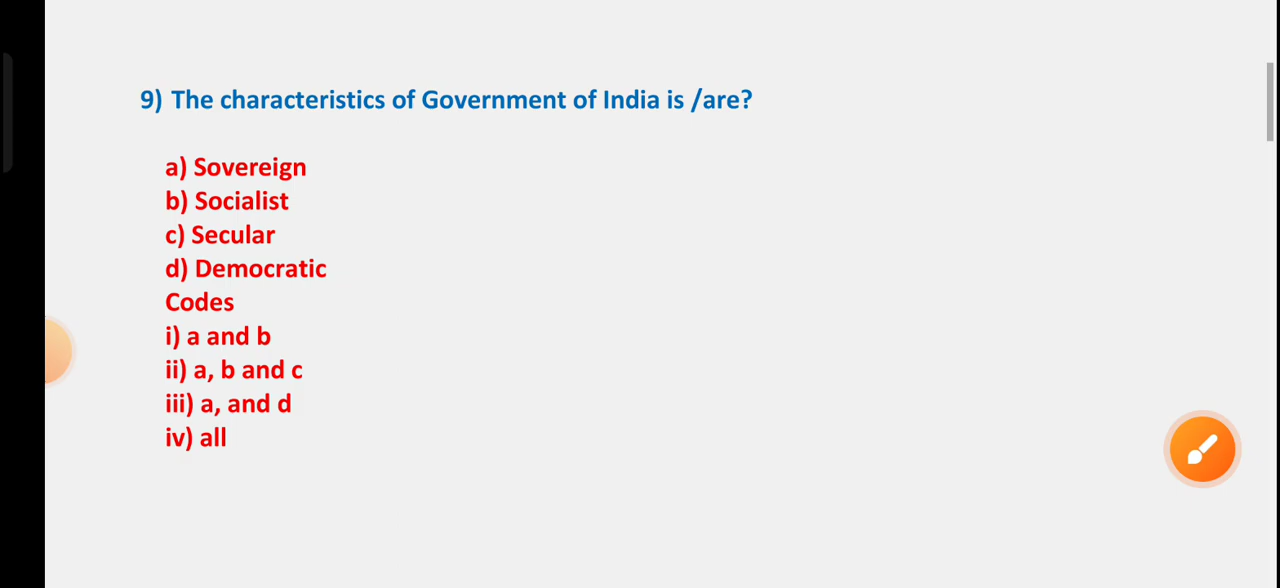 9) The characteristics of Government of India is /are?
a) Sovereign
b) Socialist
c) Secular
d) Democratic
Codes
i) a and b
ii) a, b and c
iii) a, and d
iv) all